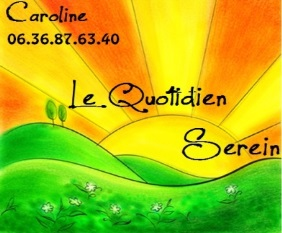 Caroline
06.36.87.63.40
Le Quotidien
Serein